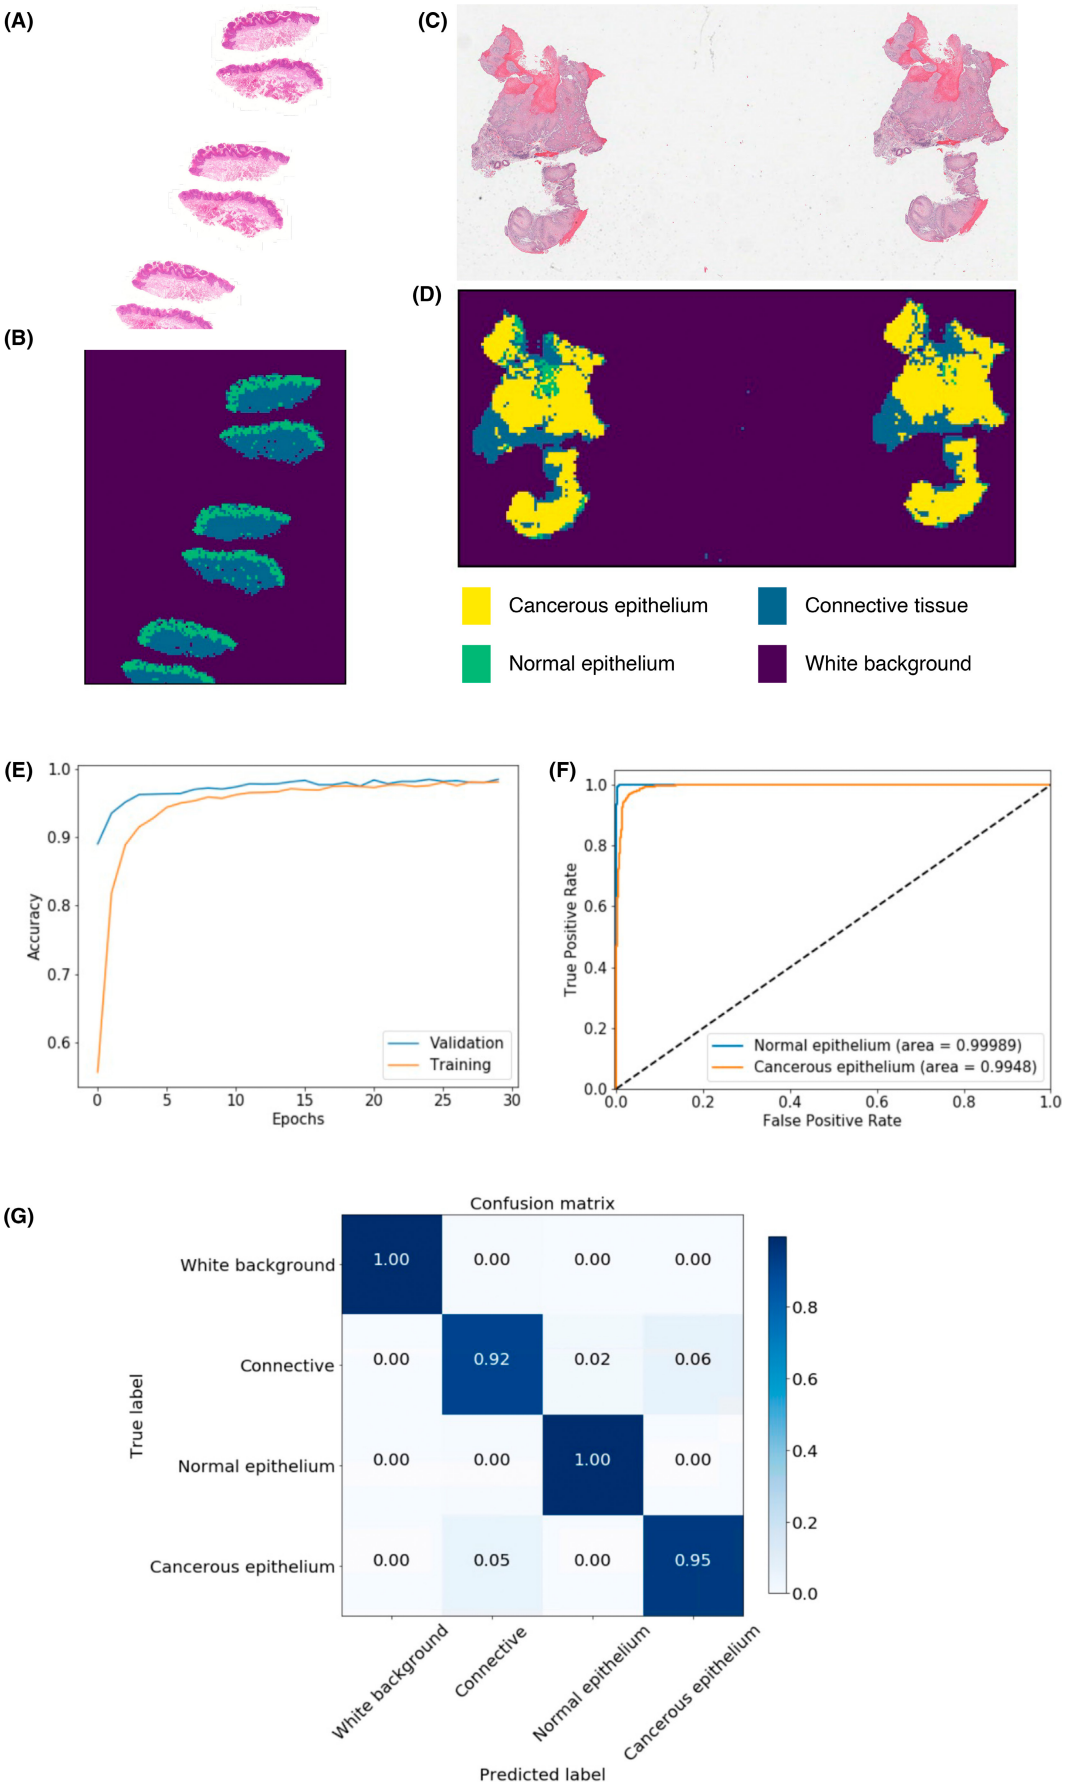 (A)
(C)
(B)
(D)
Cancerous epithelium
Connective tissue
Normal epithelium
White background
(E)
1.0
0.9
0.8
0.7
0.6
Accuracy
Validation
Training
0 5 10 15 20 25 30
Epochs
(F)
1.0
0.8
0.6
0.4
0.2
0.0
True Positive Rate
Normal epithelium (area = 0.99989)
Cancerous epithelium (area = 0.9948)
0.0 0.2 0.4 0.6 0.8 1.0
False Positive Rate
(G)
Confusion matrix
True label
White background 1.00 0.00 0.00 0.00
Connective 0.00 0.92 0.02 0.06
Normal epithelium 0.00 0.00 1.00 0.00
Cancerous epithelium 0.00 0.05 0.00 0.95
0.8
0.6
0.4
0.2
0.0
White background
Connective
Normal epithelium
Cancerous epithelium
Predicted label